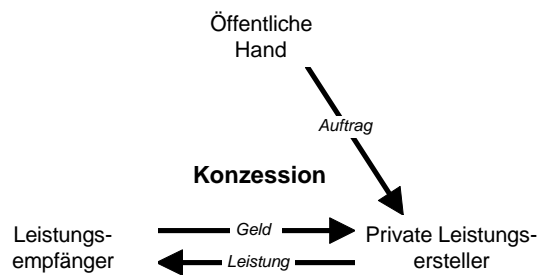 Öffentliche
Hand
Auftrag
Konzession
Geld
Leistungs-
empfänger
Private Leistungs-
ersteller
Leistung